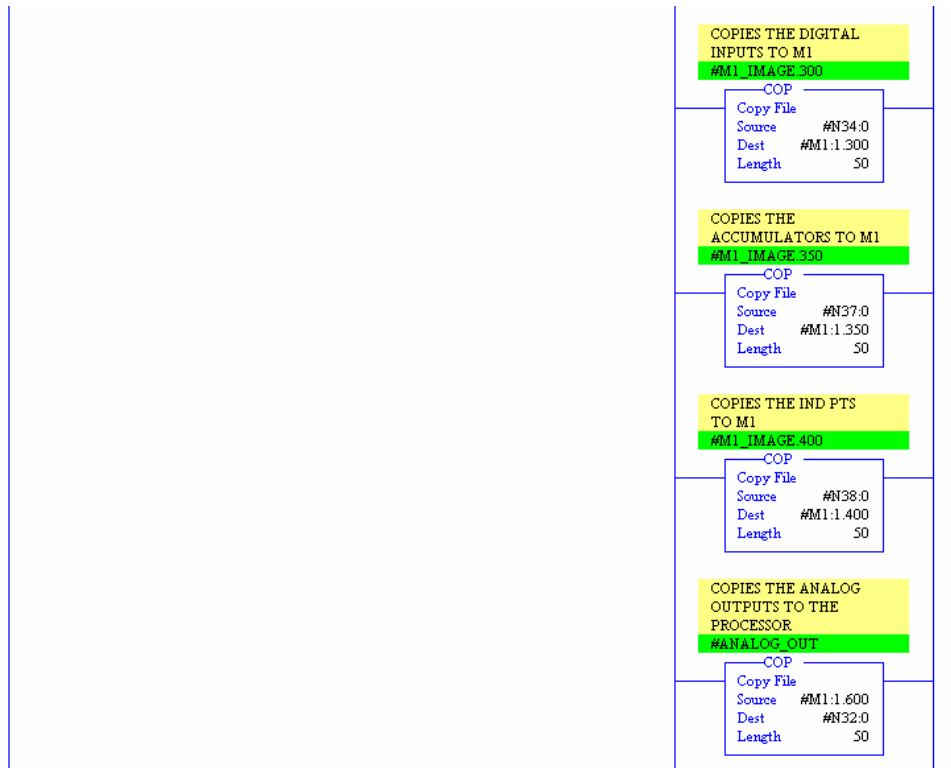 COPIES THE DIGITAL
INPUTS TO M1
#M1_IMAGE.300
COP
Copy File
Source #N34:0
Dest #M1:1.300
Length 50
COPIES THE
ACCUMULATORS TO M1
#M1_IMAGE.350
COP
Copy File
Source #N37:0
Dest #M1:1.350
Length 50
COPIES THE IND PTS
TO M1
#M1_IMAGE.400
COP
Copy File
Source #N38:0
Dest #M1:1.400
Length 50
COPIES THE ANALOG
OUTPUTS TO THE
PROCESSOR
#ANALOG_OUT
COP
Copy File
Source #M1:1.600
Dest #N32:0
Length 50